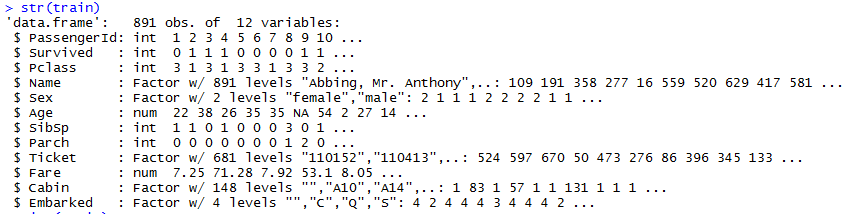 > str(train)
'data.frame':   891 obs. of  12 variables:
 $ PassengerId: int  1 2 3 4 5 6 7 8 9 10 ...
 $ Survived   : int  0 1 1 1 0 0 0 0 1 1 ...
 $ Pclass     : int  3 1 3 1 3 3 1 3 3 2 ...
 $ Name       : Factor w/ 891 levels "Abbing, Mr. Anthony",..: 109 191 358 277 16 559 520 629 417 581 ...
 $ Sex        : Factor w/ 2 levels "female","male": 2 1 1 1 2 2 2 2 1 1 ...
 $ Age        : num  22 38 26 35 35 NA 54 2 27 14 ...
 $ SibSp      : int  1 1 0 1 0 0 0 3 0 1 ...
 $ Parch      : int  0 0 0 0 0 0 0 1 2 0 ...
 $ Ticket     : Factor w/ 681 levels "110152","110413",..: 524 597 670 50 473 276 86 396 345 133 ...
 $ Fare       : num  7.25 71.28 7.92 53.1 8.05 ...
 $ Cabin      : Factor w/ 148 levels "","A10","A14",..: 1 83 1 57 1 1 131 1 1 1 ...
 $ Embarked   : Factor w/ 4 levels "","C","Q","S": 4 2 4 4 4 3 4 4 4 2 ...